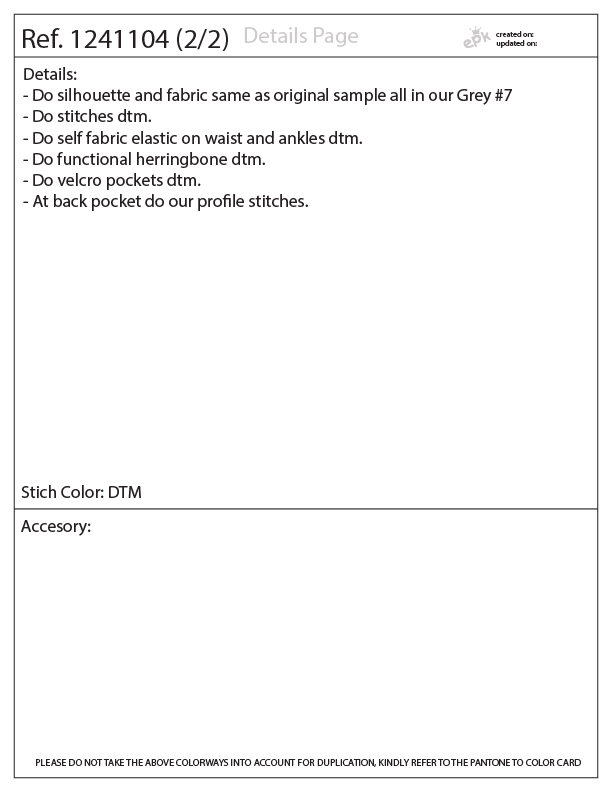 Ref. 1241104 (2/2) Details Page
epk
created on:
updated on:
Details:
- Do silhouette and fabric same as original sample all in our Grey #7
- Do stitches dtm.
- Do self fabric elastic on waist and ankles dtm.
- Do functional herringbone dtm.
- Do velcro pockets dtm.
- At back pocket do our profile stitches.
Stich Color: DTM
Accesory:
PLEASE DO NOT TAKE THE ABOVE COLORWAYS INTO ACCOUNT FOR DUPLICATION, KINDLY REFER TO THE PANTONE TO COLOR CARD